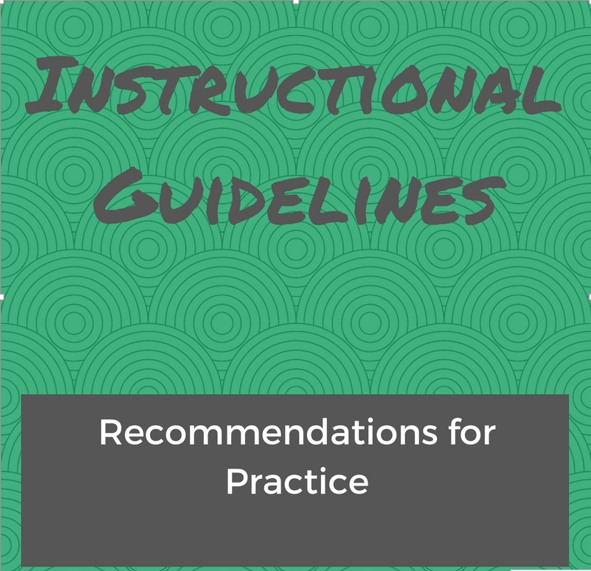 Instructional
Guidelines
Recommendations for
Practice